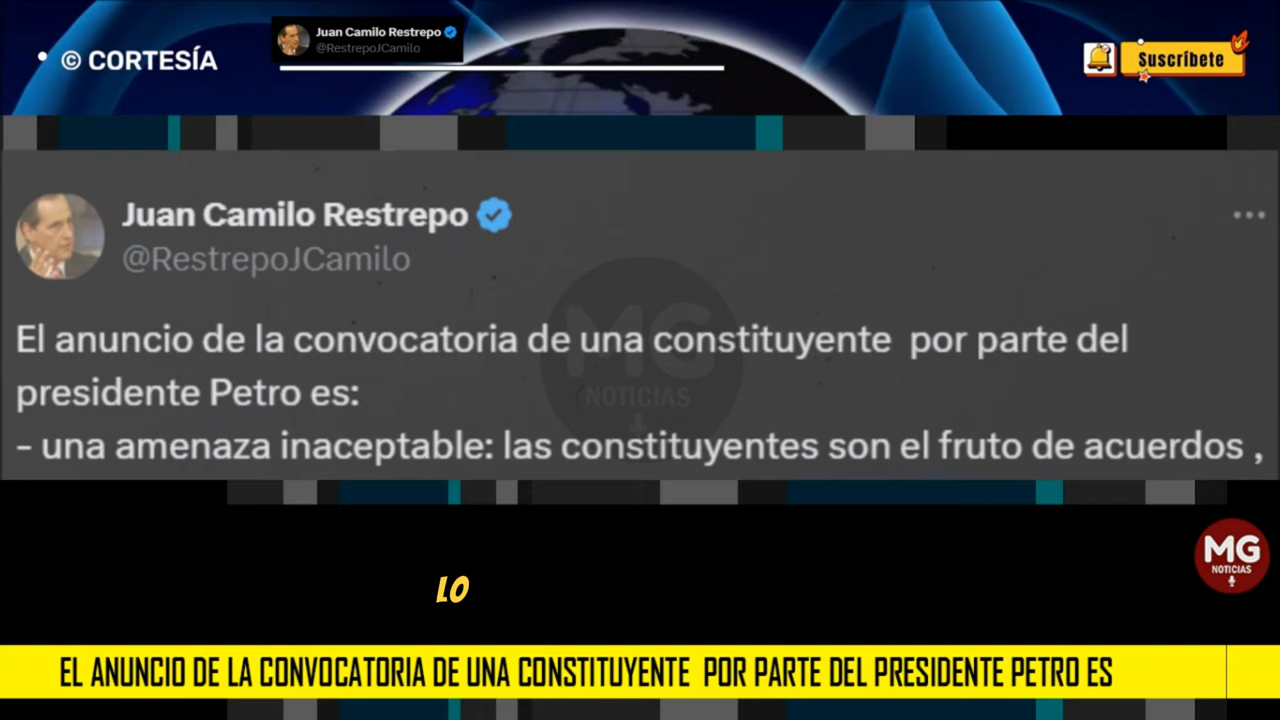 © CORTESÍA
Juan Camilo Restrepo
@RestrepoJCamilo
Suscríbete
Juan Camilo Restrepo
@RestrepoJCamilo
El anuncio de la convocatoria de una constituyente por parte del
presidente Petro es:
- una amenaza inaceptable: las constituyentes son el fruto de acuerdos ,
MG
NOTICIAS
MG
NOTICIAS
LO
EL ANUNCIO DE LA CONVOCATORIA DE UNA CONSTITUYENTE POR PARTE DEL PRESIDENTE PETRO ES